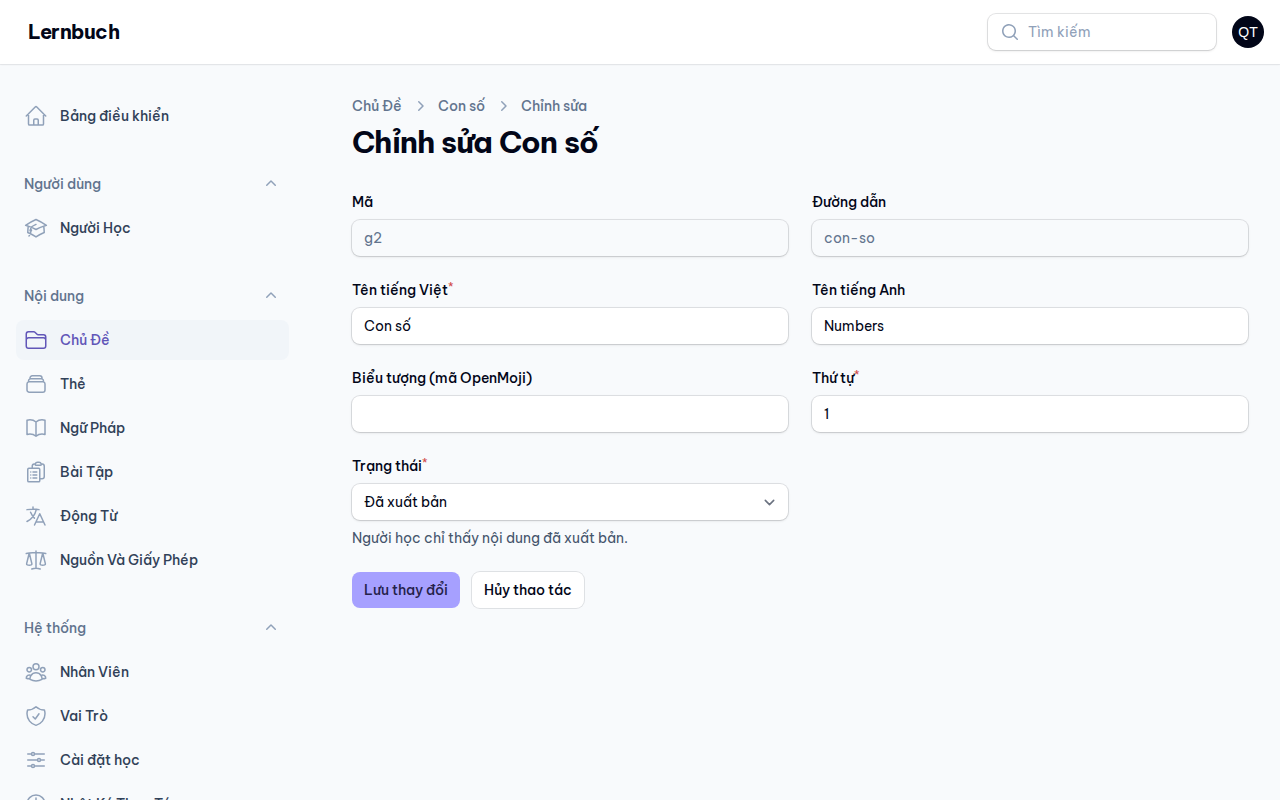 Lernbuch
Tìm kiếm
QT
Bảng điều khiển
Người dùng
Người Học
Nội dung
Chủ Đề
Thẻ
Ngữ Pháp
Bài Tập
Động Từ
Nguồn Và Giấy Phép
Hệ thống
Nhân Viên
Vai Trò
Cài đặt học
Chủ Đề > Con số > Chỉnh sửa
Chỉnh sửa Con số
Mã
g2
Đường dẫn
con-so
Tên tiếng Việt*
Con số
Tên tiếng Anh
Numbers
Biểu tượng (mã OpenMoji)
Thứ tự*
1
Trạng thái*
Đã xuất bản
Người học chỉ thấy nội dung đã xuất bản.
Lưu thay đổi
Hủy thao tác